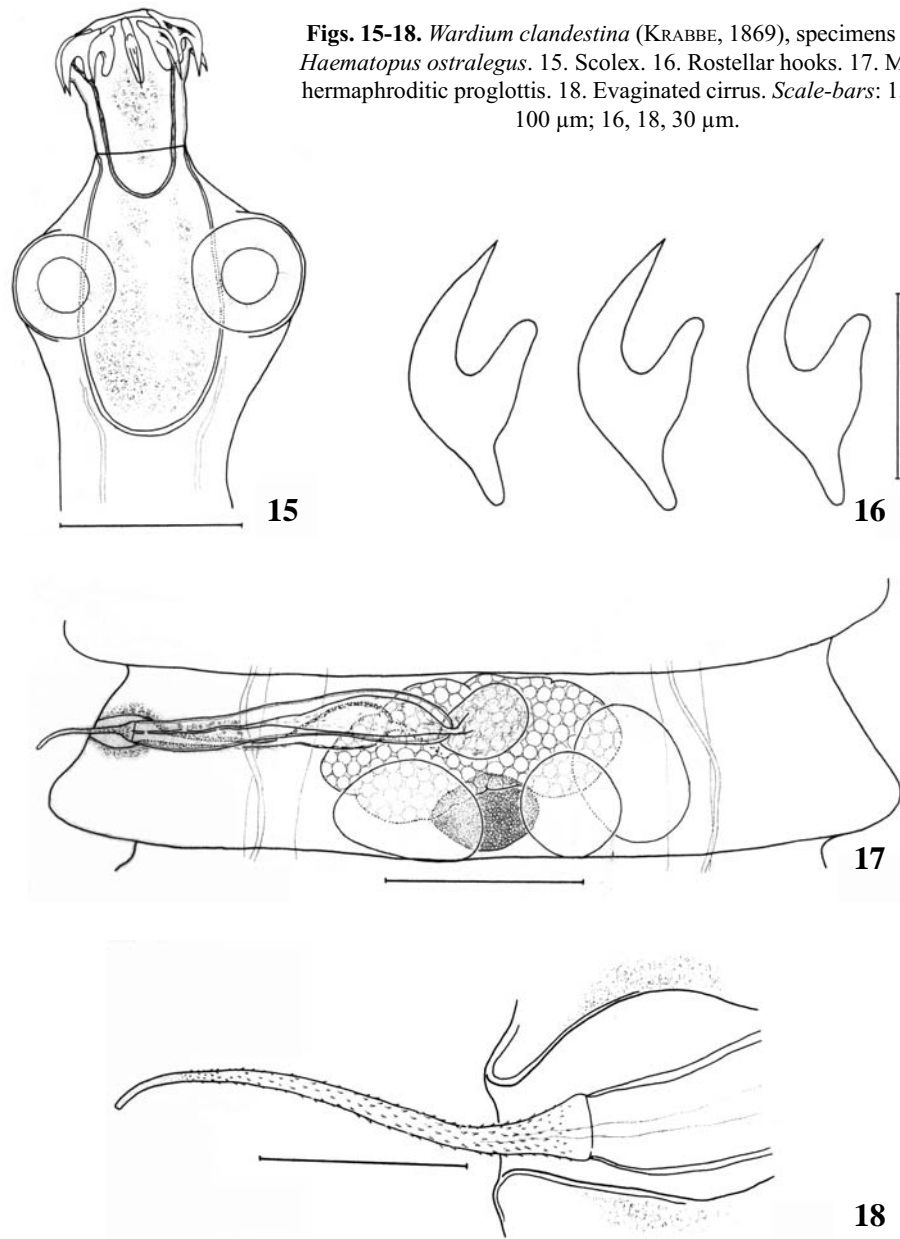 Figs. 15-18. Wardium clandestina (KRABBE, 1869), specimens
Haematopus ostralegus. 15. Scolex. 16. Rostellar hooks. 17. M
hermaphroditic proglottis. 18. Evaginated cirrus. Scale-bars: 1
100 µm; 16, 18, 30 µm.
15
16
17
18